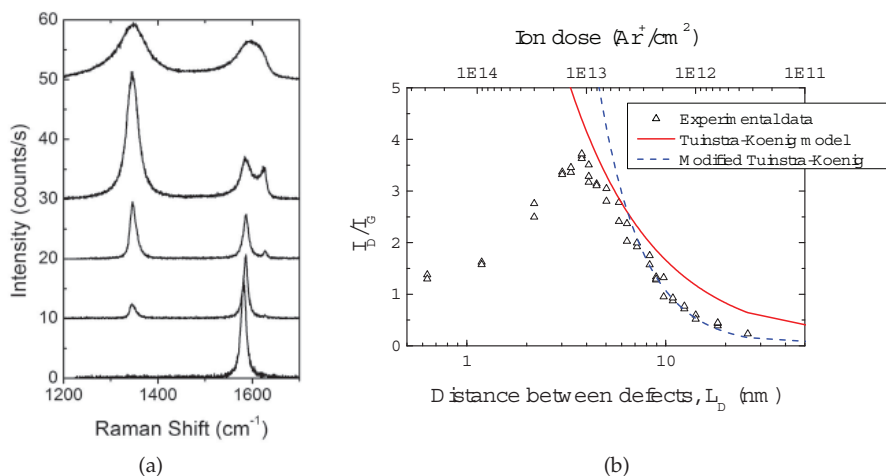 60
50
40
30
20
10
0
Intensity (counts/s)
1200 1400 1600
Raman Shift (cm⁻¹)
(a)
Ion dose (Ar⁺/cm²)
1E14 1E13 1E12 1E11
5
4
3
2
1
0
I_D/I_G
Experimental data
Tuinstra-Koenig model
Modified Tuinstra-Koenig
1 10
Distance between defects, L_D (nm)
(b)